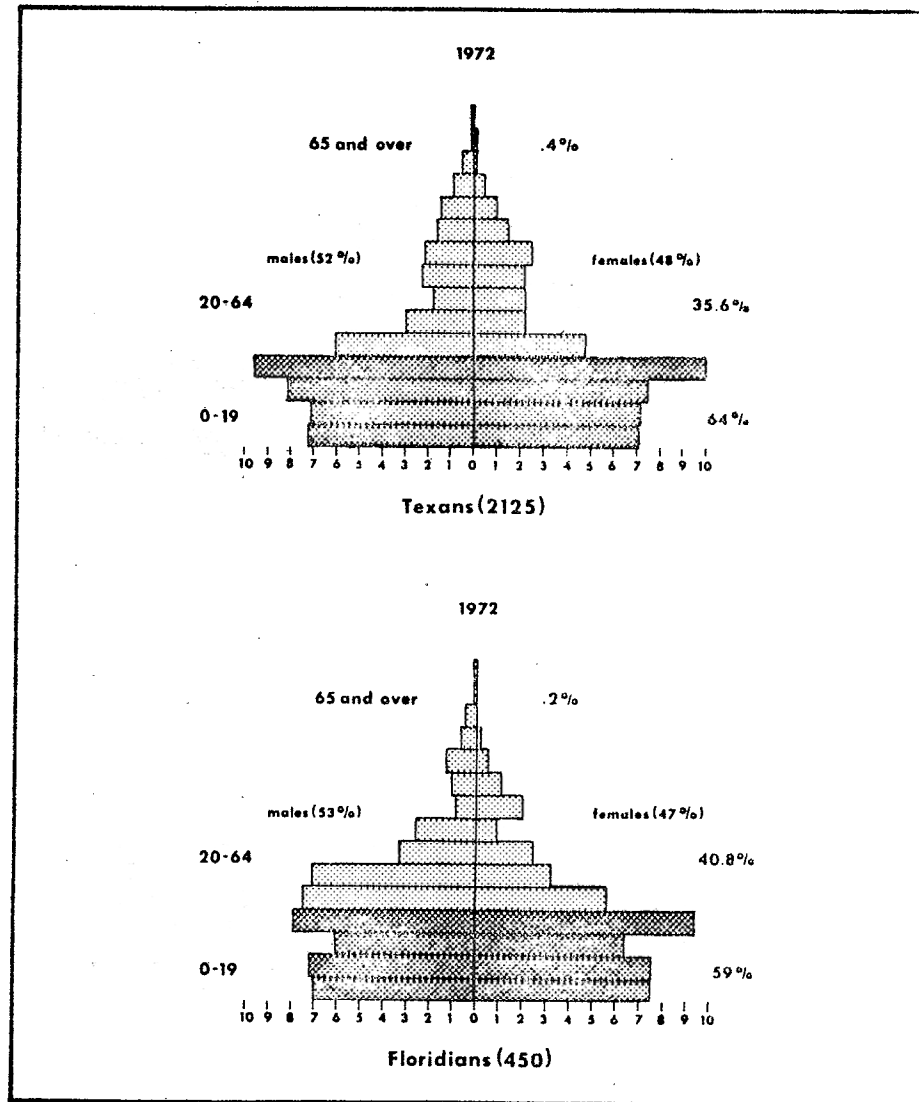 1972
65 and over .4%
males (52%) females (48%)
20-64 35.6%
0-19 64%
10 9 8 7 6 5 4 3 2 1 0 1 2 3 4 5 6 7 8 9 10
Texans (2125)
1972
65 and over .2%
males (53%) females (47%)
20-64 40.8%
0-19 59%
10 9 8 7 6 5 4 3 2 1 0 1 2 3 4 5 6 7 8 9 10
Floridians (450)